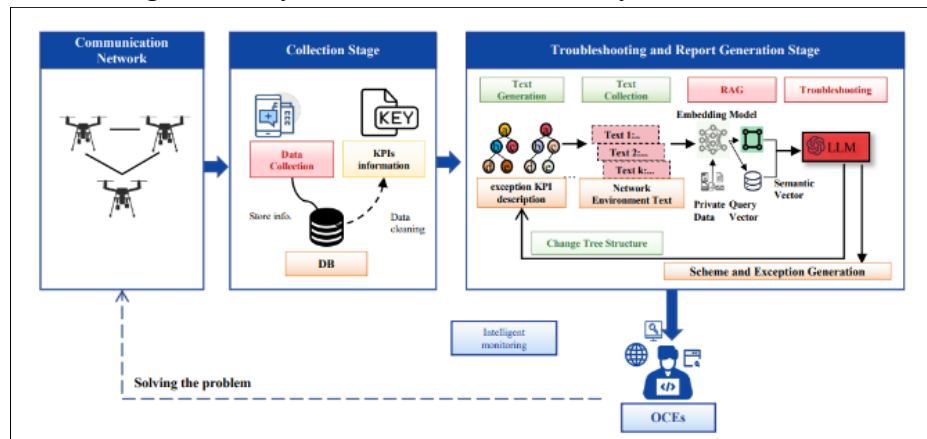 Communication
Network
Collection Stage
Troubleshooting and Report Generation Stage
Text
Generation
Text
Collection
RAG
Troubleshooting
KEY
Data
Collection
KPIs
information
Store info.
Data
cleaning
DB
exception KPI
description
Text 1:..
Text 2:...
Text k:...
...
Network
Environment Text
Embedding Model
Private
Data
Query
Vector
Semantic
Vector
LLM
Change Tree Structure
Scheme and Exception Generation
Intelligent
monitoring
Solving the problem
OCEs